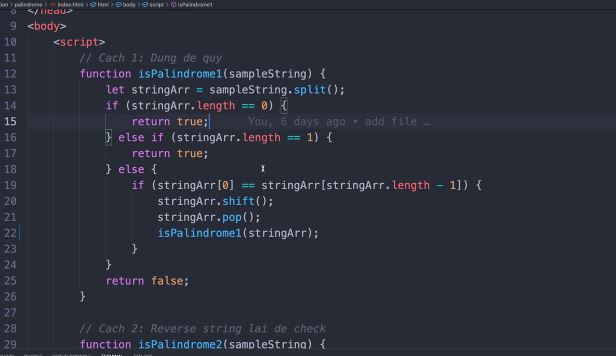 palindrome > index.html > html > body > script > isPalindrome1
8 </head>
9 <body>
10 <script>
11 // Cach 1: Dung de quy
12 function isPalindrome1(sampleString) {
13 let stringArr = sampleString.split();
14 if (stringArr.length == 0) {
15 return true; You, 6 days ago • add file …
16 } else if (stringArr.length == 1) {
17 return true;
18 } else {
19 if (stringArr[0] == stringArr[stringArr.length - 1]) {
20 stringArr.shift();
21 stringArr.pop();
22 isPalindrome1(stringArr);
23 }
24 }
25 return false;
26 }
27
28 // Cach 2: Reverse string lai de check
29 function isPalindrome2(sampleString) {